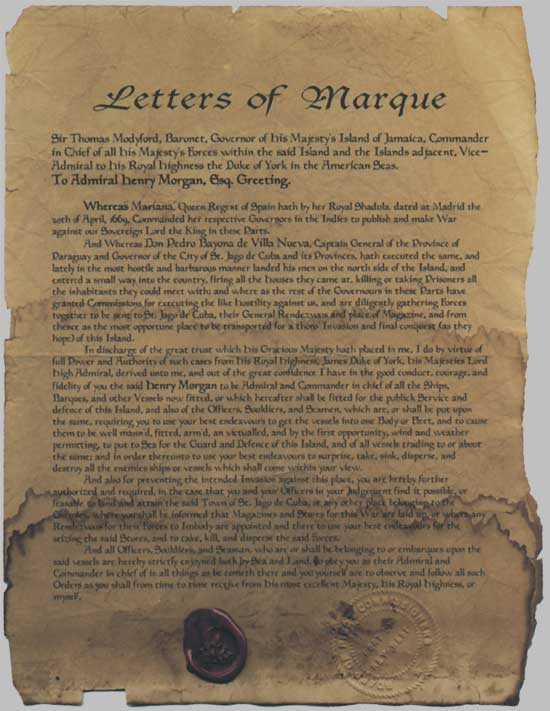 Letters of Marque
Sir Thomas Modyford, Baronet, Governor of His Majesty's Island of Jamaica, Commander
in Chief of all His Majesty's Forces within the said Island and the Islands adjacent, Vice-
Admiral to His Royal Highness the Duke of York in the American Seas.
To Admiral Henry Morgan, Esq. Greeting.
Whereas Mariana, Queen Regent of Spain hath by her Royal Shadula, dated at Madrid the
20th of April, 1669, Commanded her respective Governors in the Indies to publish and make War
against our Sovereign Lord the King in these Parts.
And Whereas Don Pedro Bayona de Villa Nueva, Captain General of the Province of
Paraguay and Governor of the City of St. Jago de Cuba and its Provinces, hath executed the same, and
lately in the most hostile and barbarous manner landed his men on the north side of the Island, and
entered a small way into the country, firing all the houses they came at, killing or taking Prisoners all
the inhabitants they could meet with; and where as the rest of the Governours in these Parts have
granted Commissions for executing the like hostility against us, and are diligently gathering Forces
together to be sent to St. Jago de Cuba, their General Rendezvous and place of Magazine, and from
thence as the most opportune place to be transported for a thoro Invasion and final conquest (as they
hope) of this Island.
In discharge of the great trust which his Gracious Majesty hath placed in me, I do by virtue of
full Power and Authority of such cases from His Royal Highness, James Duke of York, his Majesties Lord
High Admiral, derived unto me, and out of the great confidence I have in the good conduct, courage, and
fidelity of you the said Henry Morgan to be Admiral and Commander in chief of all the Ships,
Barques, and other Vessels now fitted, or which hereafter shall be fitted for the publick Service and
defence of this Island, and also of the Officers, Souldiers, and Seamen, which are, or shall be put upon
the same, requiring you to use your best endeavours to get the vessels into one Body or Fleet, and to cause
them to be well mann'd, fitted, arm'd, an victualled, and by the first opportunity, wind and weather
permitting, to put to Sea for the Guard and Defence of this Island, and of all vessels trading to or about
the same; and in order thereunto to use your best endeavours to surprize, take, sink, disperse, and
destroy all the enemies ships or vessels which shall come within your view.
And also for preventing the intended Invasion against this place, you are hereby further
authorized and required, in the case that you and your Officers in your Judgement find it possible, or
feasable to land and attain the said Town of St. Jago de Cuba, or any other place belonging to the
where you shall be informed that Magazines and Stores for this War are laid up, or where any
Rendezvous for their Forces to Imbody are appointed and there to use your best endeavours for the
seizing the said Stores, and to take, kill, and disperse the said Forces.
And all Officers, Souldiers, and Seaman, who are or shall be belonging to or embarques upon the
said vessels are hereby strictly enjoyned both by Sea and Land, to obey you as their Admiral and
Commander in chief of in all things as be cometh there and you yourself are to observe and follow all such
Orders as you shall from time to time receive from his most excellent Majesty, his Royal Highness, or
myself.